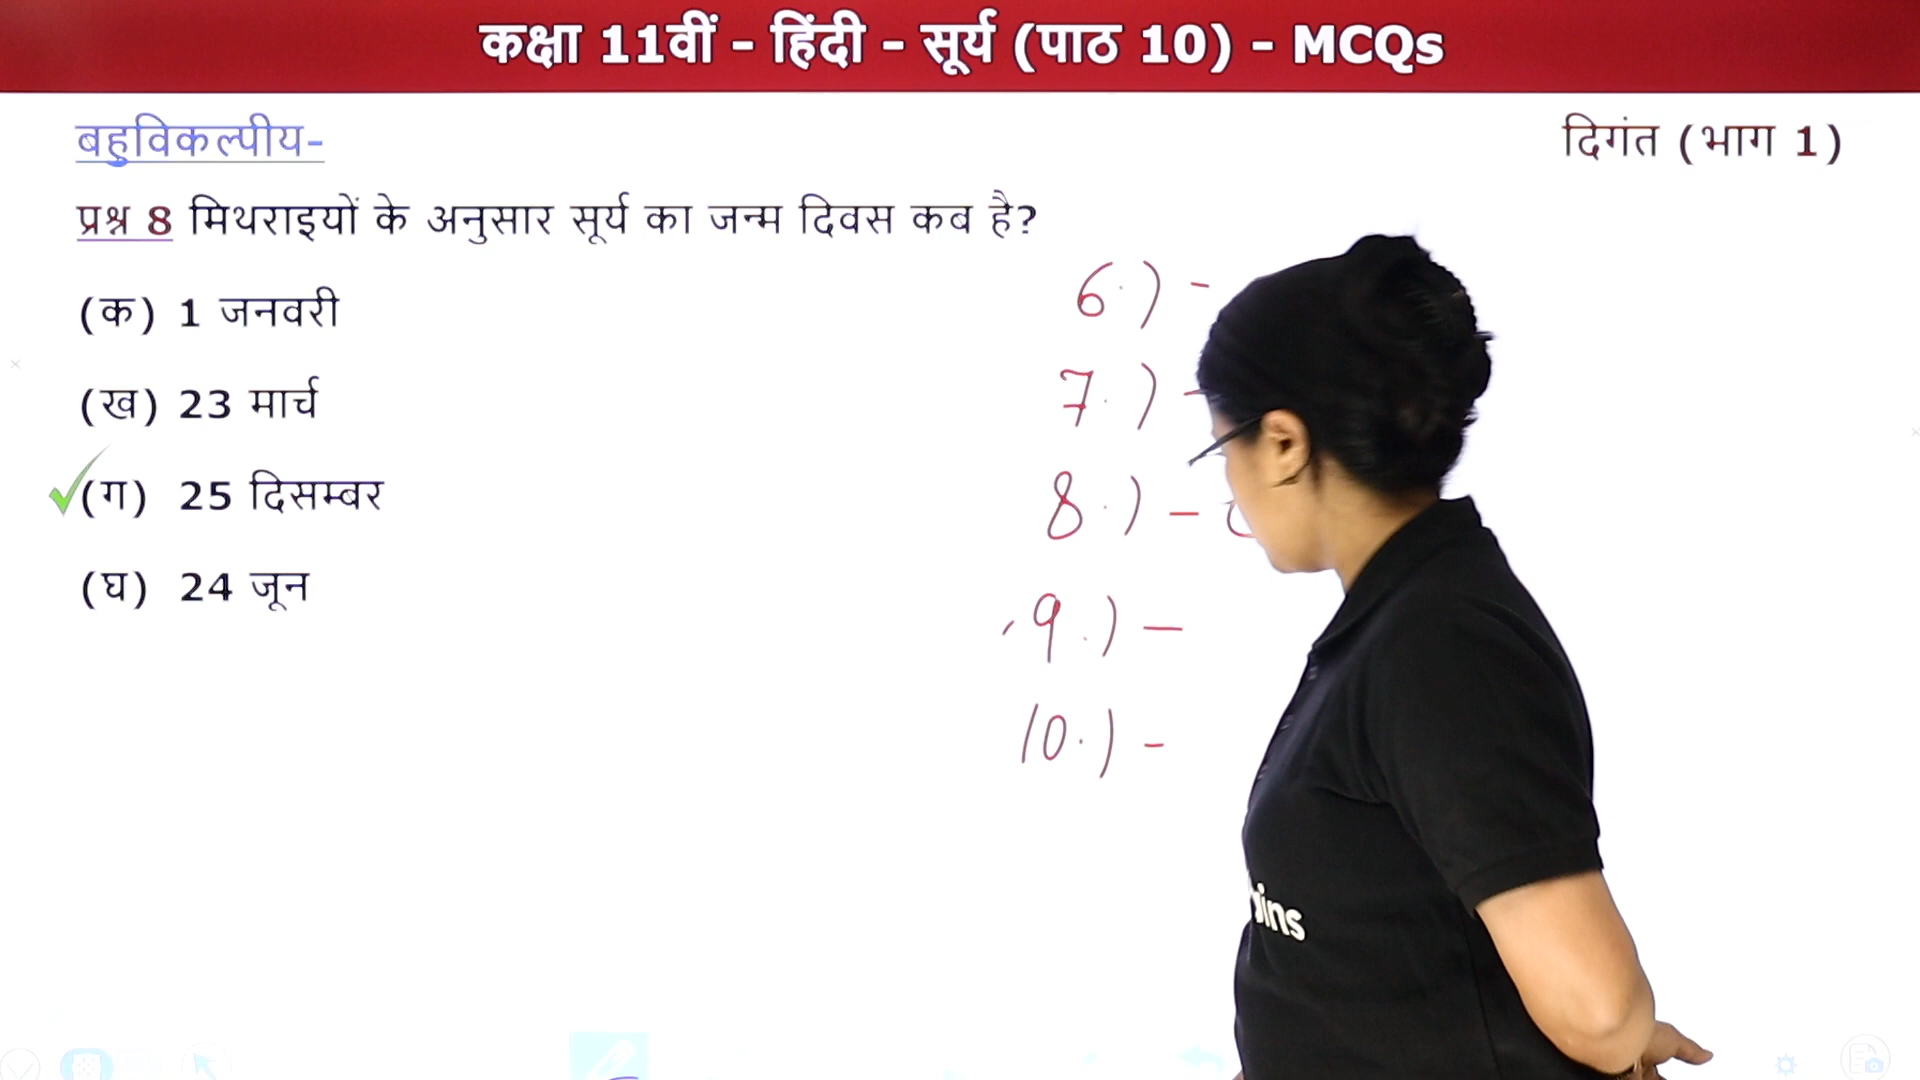 कक्षा 11वीं - हिंदी - सूर्य (पाठ 10) - MCQs
बहुविकल्पीय-
दिगंत (भाग 1)
प्रश्न 8 मिथराइयों के अनुसार सूर्य का जन्म दिवस कब है?
(क) 1 जनवरी
(ख) 23 मार्च
(ग) 25 दिसम्बर
(घ) 24 जून
6.) -
7.) -
8.) -
9.) -
10.) -